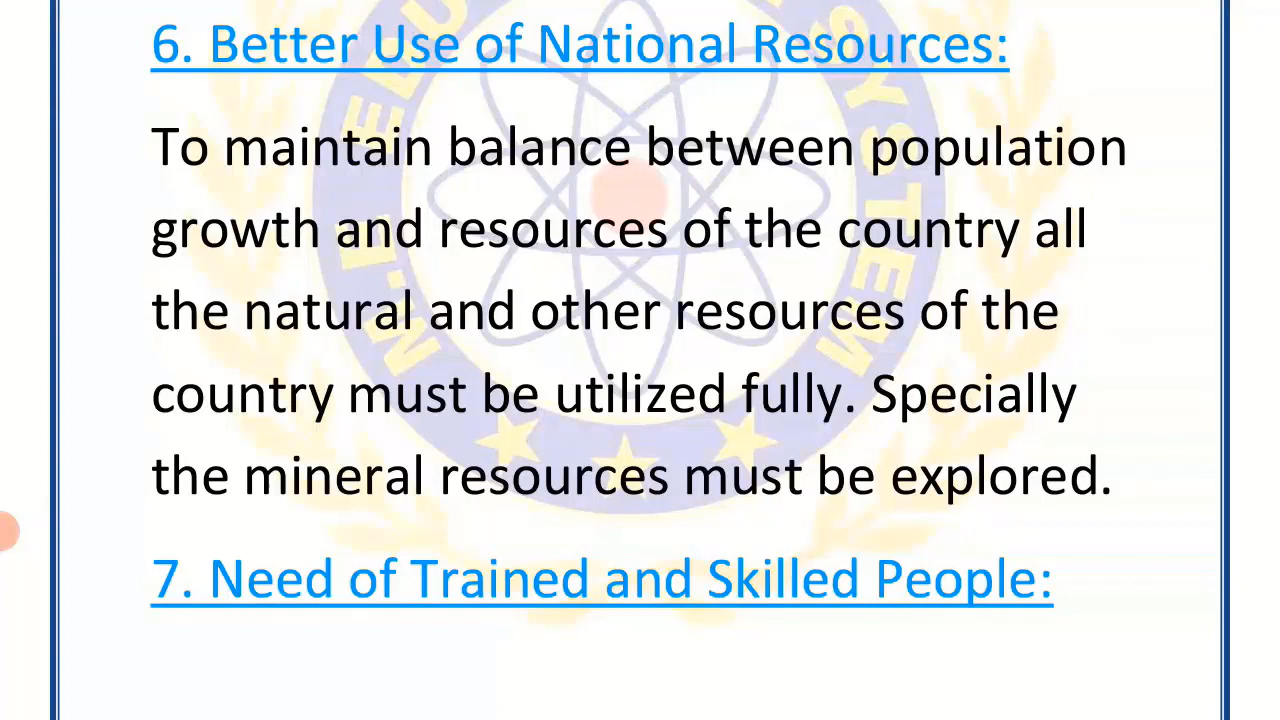 6. Better Use of National Resources:
To maintain balance between population
growth and resources of the country all
the natural and other resources of the
country must be utilized fully. Specially
the mineral resources must be explored.
7. Need of Trained and Skilled People: